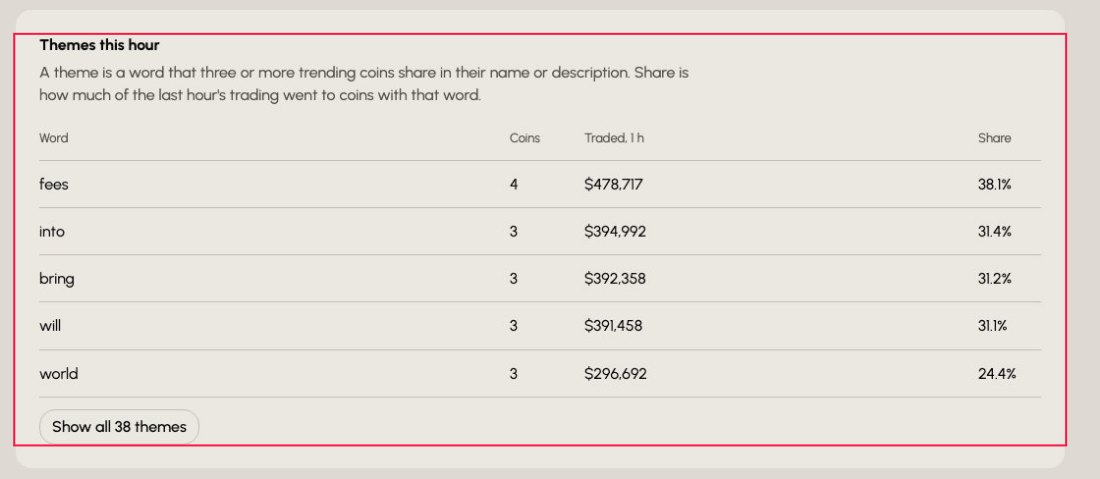 Themes this hour
A theme is a word that three or more trending coins share in their name or description. Share is
how much of the last hour's trading went to coins with that word.
Word Coins Traded, 1 h Share
fees 4 $478,717 38.1%
into 3 $394,992 31.4%
bring 3 $392,358 31.2%
will 3 $391,458 31.1%
world 3 $296,692 24.4%
Show all 38 themes